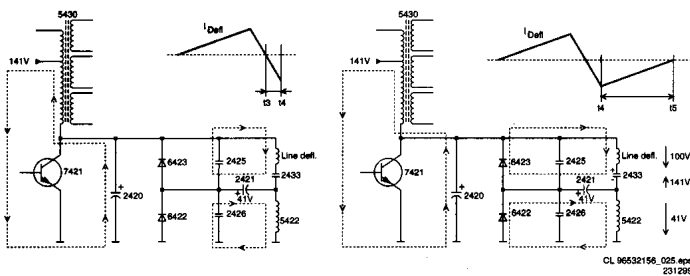 5430
I Defl
141V
t3
t4
7421
+
2420
6423
6422
2425
2426
2421
+
41V
Line defl.
2433
5422
5430
I Defl
141V
t4
t5
7421
+
2420
6423
6422
2425
2426
2421
+
41V
Line defl.
+
2433
5422
100V
141V
41V
CL 96532156_025.eps
231299